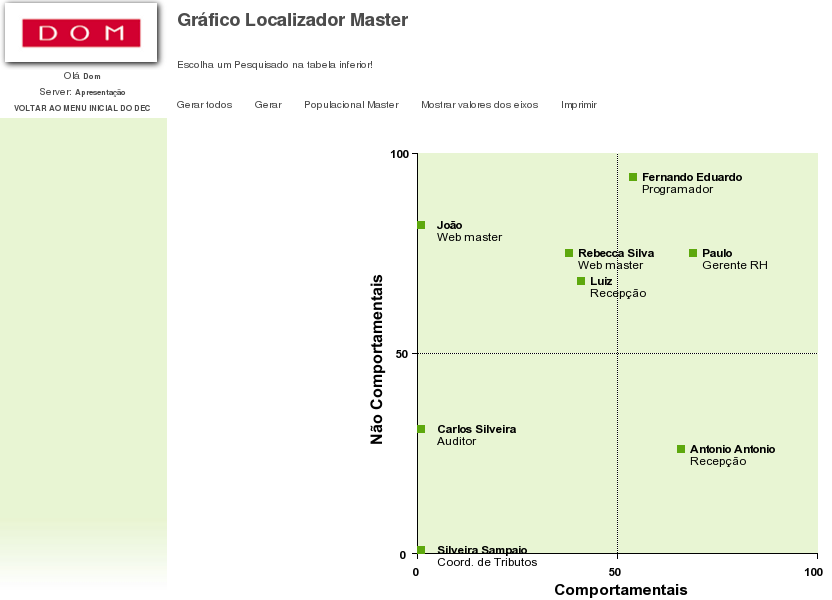 DOM
Gráfico Localizador Master
Escolha um Pesquisado na tabela inferior!
Olá Dom
Server: Apresentação
VOLTAR AO MENU INICIAL DO DEC
Gerar todos Gerar Populacional Master Mostrar valores dos eixos Imprimir
100
Fernando Eduardo
Programador
João
Web master
Rebecca Silva
Web master
Paulo
Gerente RH
Luiz
Recepção
50
Não Comportamentais
Carlos Silveira
Auditor
Antonio Antonio
Recepção
0
Silveira Sampaio
Coord. de Tributos
0 50 100
Comportamentais